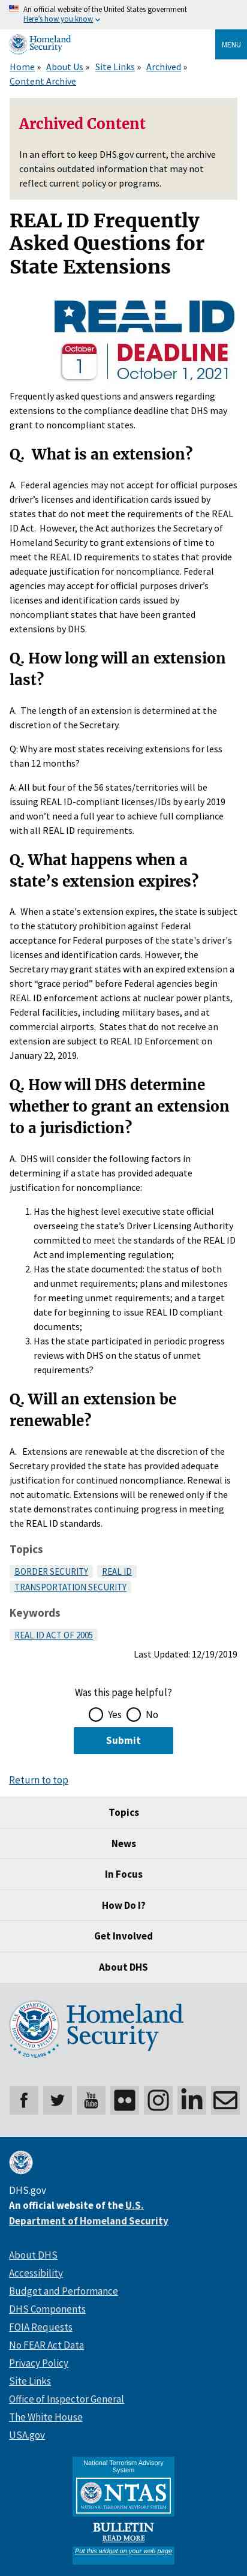 An official website of the United States government
Here's how you know
Homeland
Security
MENU
Home » About Us » Site Links » Archived »
Content Archive
Archived Content
In an effort to keep DHS.gov current, the archive
contains outdated information that may not
reflect current policy or programs.
REAL ID Frequently
Asked Questions for
State Extensions
REAL ID
October
1
DEADLINE
October 1, 2021
Frequently asked questions and answers regarding
extensions to the compliance deadline that DHS may
grant to noncompliant states.
Q.  What is an extension?
A.  Federal agencies may not accept for official purposes
driver's licenses and identification cards issued by
states that do not meet the requirements of the REAL
ID Act.  However, the Act authorizes the Secretary of
Homeland Security to grant extensions of time to
meet the REAL ID requirements to states that provide
adequate justification for noncompliance. Federal
agencies may accept for official purposes driver's
licenses and identification cards issued by
noncompliant states that have been granted
extensions by DHS.
Q. How long will an extension
last?
A.  The length of an extension is determined at the
discretion of the Secretary.
Q: Why are most states receiving extensions for less
than 12 months?
A: All but four of the 56 states/territories will be
issuing REAL ID-compliant licenses/IDs by early 2019
and won't need a full year to achieve full compliance
with all REAL ID requirements.
Q. What happens when a
state's extension expires?
A.  When a state's extension expires, the state is subject
to the statutory prohibition against Federal
acceptance for Federal purposes of the state's driver's
licenses and identification cards. However, the
Secretary may grant states with an expired extension a
short "grace period" before Federal agencies begin
REAL ID enforcement actions at nuclear power plants,
Federal facilities, including military bases, and at
commercial airports.  States that do not receive an
extension are subject to REAL ID Enforcement on
January 22, 2019.
Q. How will DHS determine
whether to grant an extension
to a jurisdiction?
A.  DHS will consider the following factors in
determining if a state has provided adequate
justification for noncompliance:
1. Has the highest level executive state official
overseeing the state's Driver Licensing Authority
committed to meet the standards of the REAL ID
Act and implementing regulation;
2. Has the state documented: the status of both
and unmet requirements; plans and milestones
for meeting unmet requirements; and a target
date for beginning to issue REAL ID compliant
documents;
3. Has the state participated in periodic progress
reviews with DHS on the status of unmet
requirements?
Q. Will an extension be
renewable?
A.   Extensions are renewable at the discretion of the
Secretary provided the state has provided adequate
justification for continued noncompliance. Renewal is
not automatic. Extensions will be renewed only if the
state demonstrates continuing progress in meeting
the REAL ID standards.
Topics
BORDER SECURITY REAL ID
TRANSPORTATION SECURITY
Keywords
REAL ID ACT OF 2005
Last Updated: 12/19/2019
Was this page helpful?
Yes No
Submit
Return to top
Topics
News
In Focus
How Do I?
Get Involved
About DHS
Homeland
Security
You
Tube
DHS.gov
An official website of the U.S.
Department of Homeland Security
About DHS
Accessibility
Budget and Performance
DHS Components
FOIA Requests
No FEAR Act Data
Privacy Policy
Site Links
Office of Inspector General
The White House
USA.gov
National Terrorism Advisory
System
NTAS
NATIONAL TERRORISM ADVISORY SYSTEM
BULLETIN
READ MORE
Put this widget on your web page